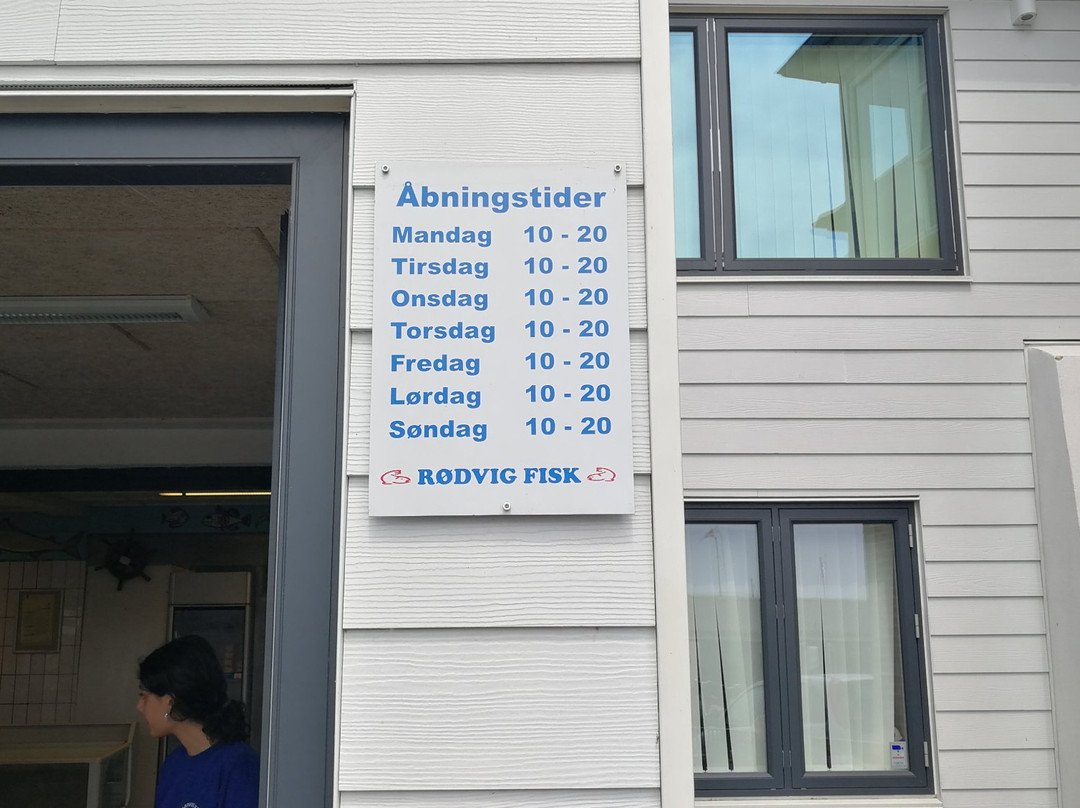 Åbningstider
Mandag 10 - 20
Tirsdag 10 - 20
Onsdag 10 - 20
Torsdag 10 - 20
Fredag 10 - 20
Lørdag 10 - 20
Søndag 10 - 20
RØDVIG FISK